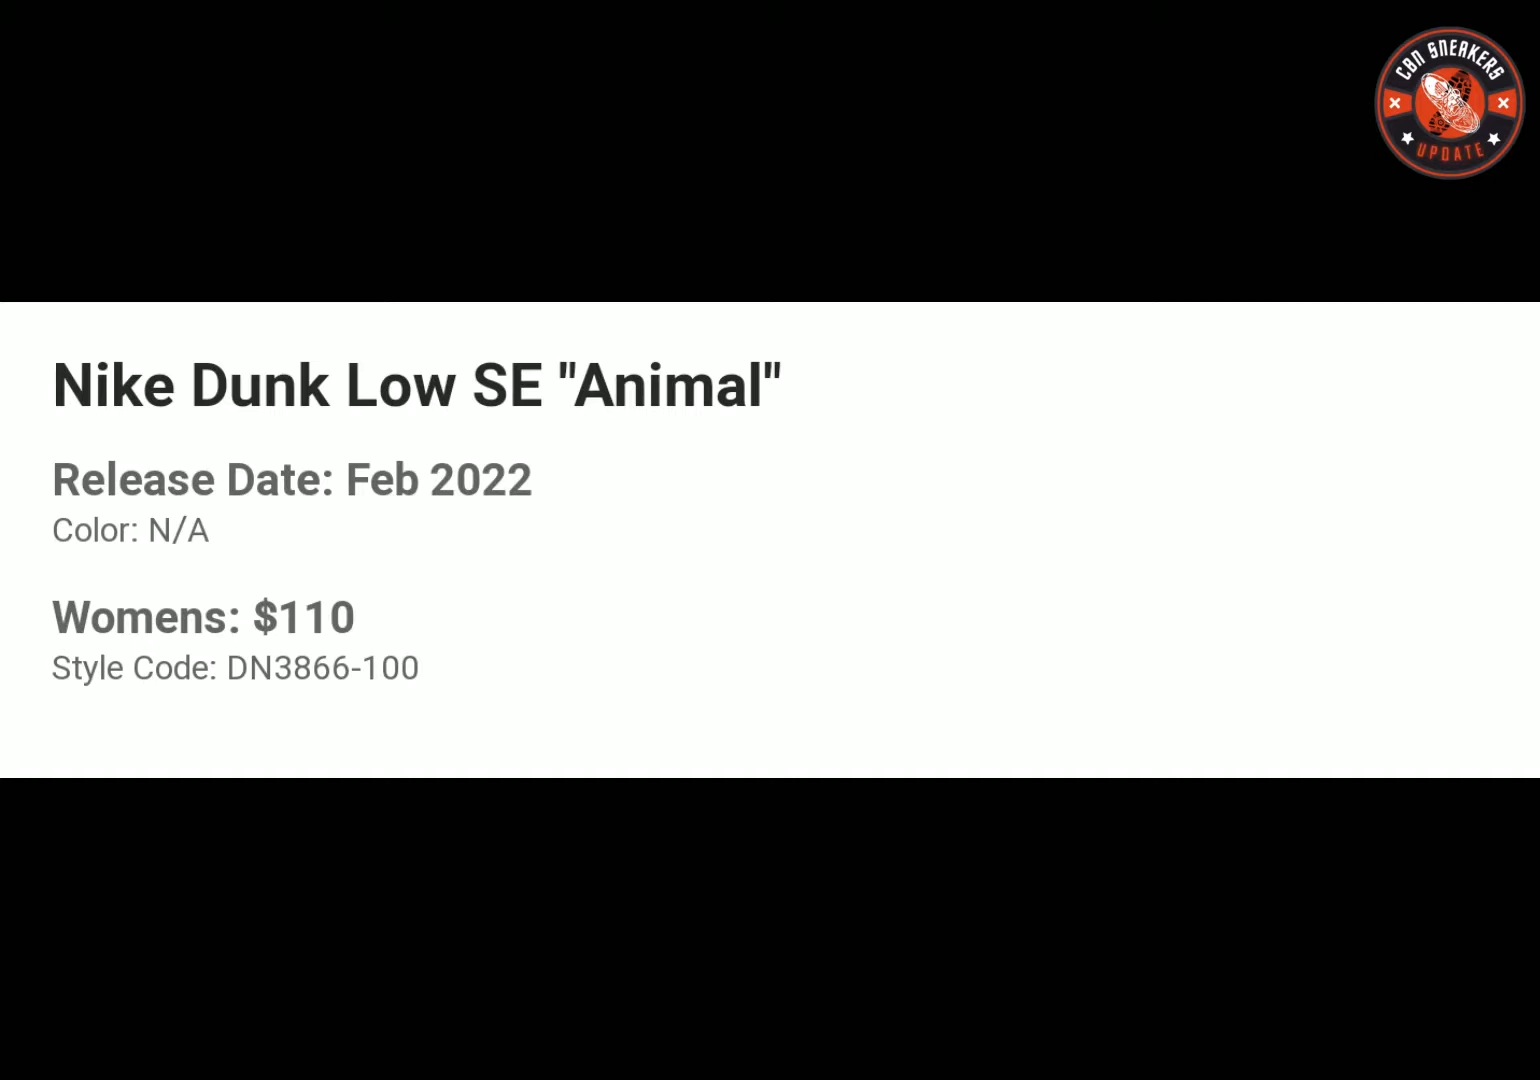 CBN SNEAKERS
UPDATE
Nike Dunk Low SE "Animal"
Release Date: Feb 2022
Color: N/A
Womens: $110
Style Code: DN3866-100